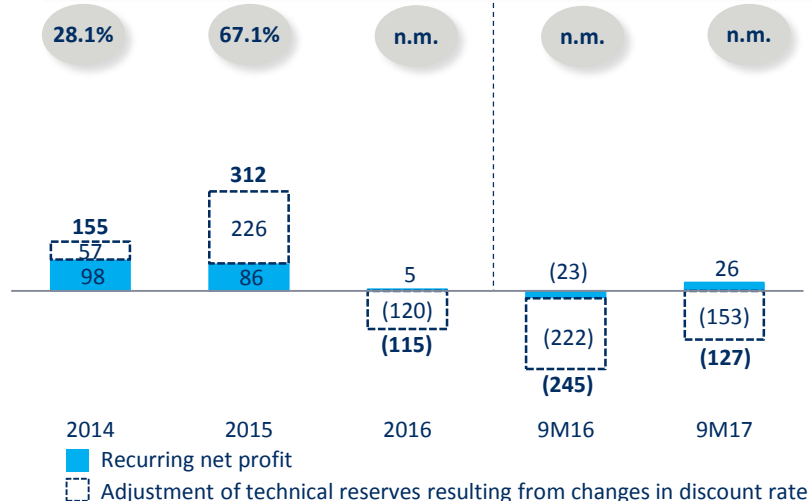 28.1% 67.1% n.m. n.m. n.m.
312
155
226
57
98 86 5 (23) 26
(120) (222) (153)
(115) (245) (127)
2014 2015 2016 9M16 9M17
Recurring net profit
Adjustment of technical reserves resulting from changes in discount rate